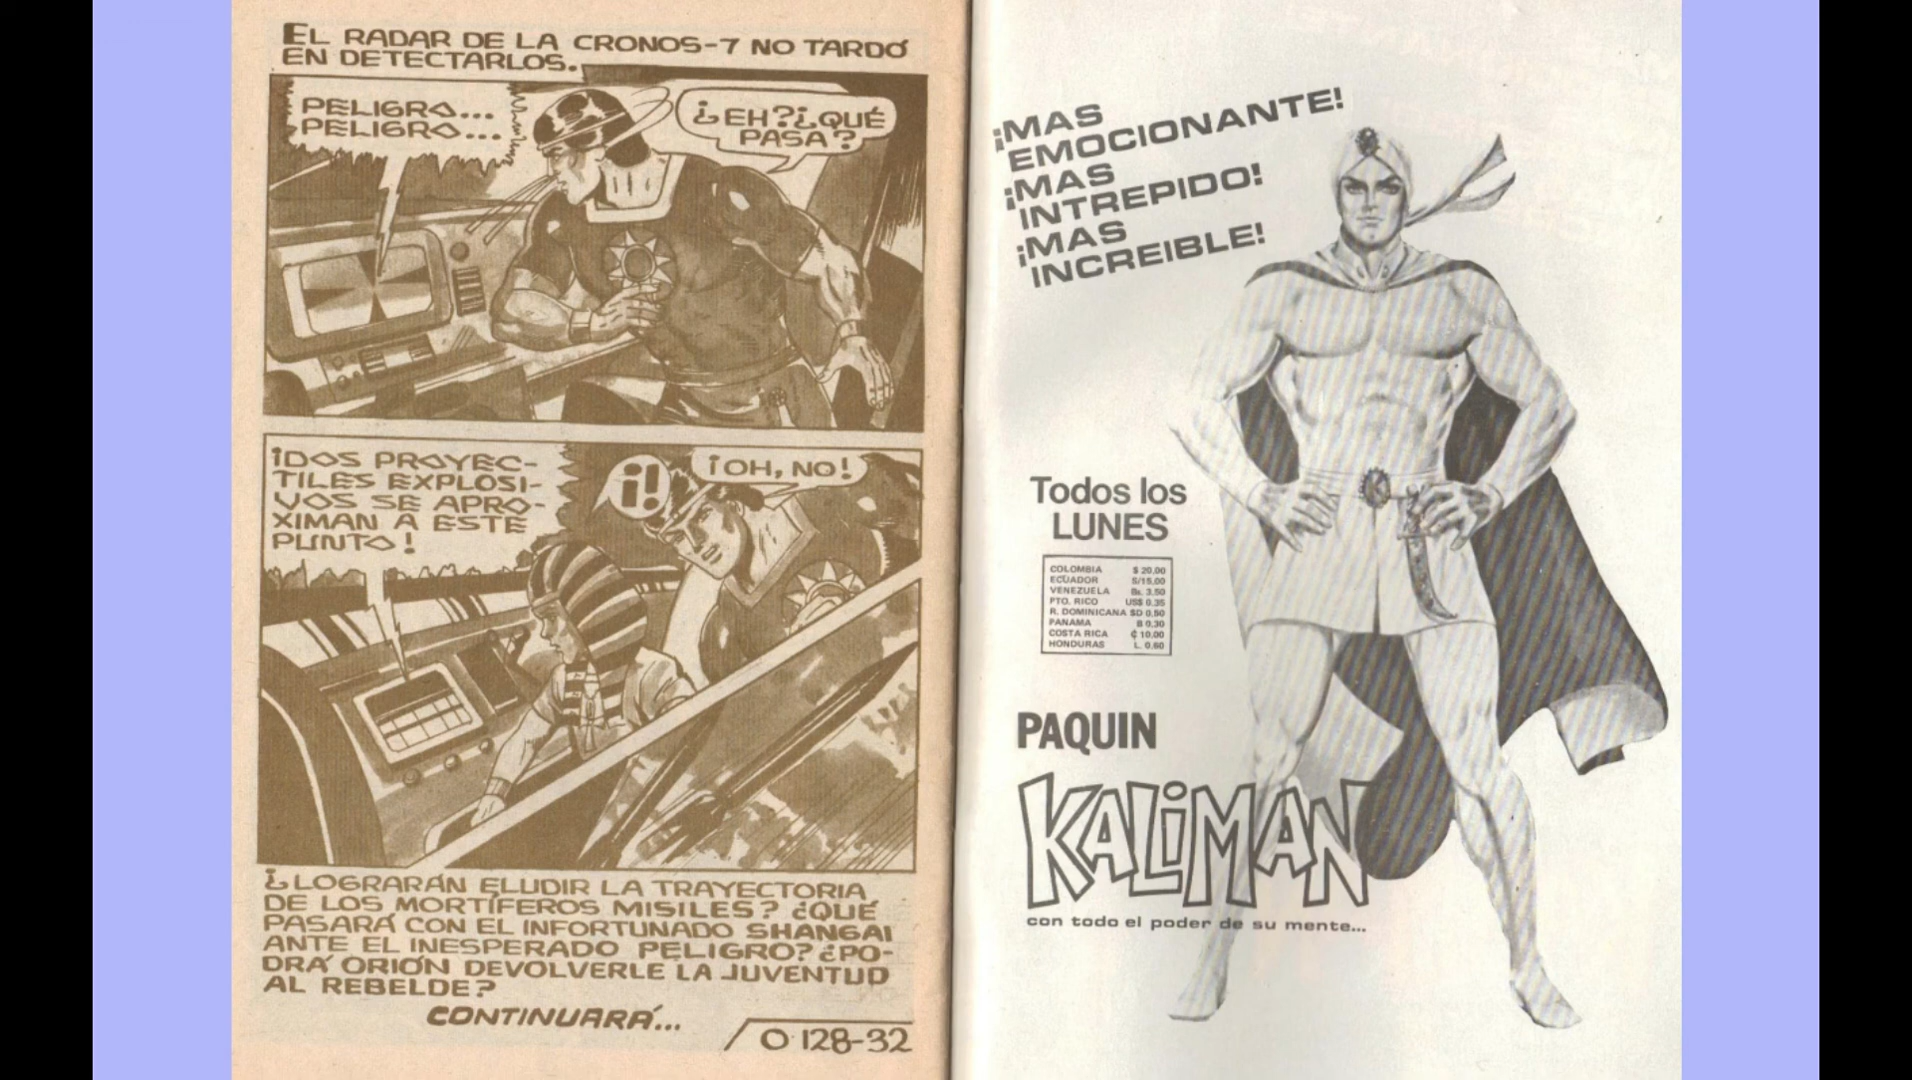 EL RADAR DE LA CRONOS-7 NO TARDÓ
EN DETECTARLOS.
PELIGRO...
PELIGRO...
¿EH? ¿QUÉ
PASA?
¡DOS PROYEC-
TILES EXPLOSI-
VOS SE APRO-
XIMAN A ESTE
PUNTO!
¡!
¡OH, NO!
¿LOGRARÁN ELUDIR LA TRAYECTORIA
DE LOS MORTÍFEROS MISILES? ¿QUÉ
PASARÁ CON EL INFORTUNADO SHANGAI
ANTE EL INESPERADO PELIGRO? ¿PO-
DRÁ ORIÓN DEVOLVERLE LA JUVENTUD
AL REBELDE?
CONTINUARÁ...
O-128-32
¡MAS
EMOCIONANTE!
¡MAS
INTREPIDO!
¡MAS
INCREIBLE!
Todos los
LUNES
COLOMBIA $ 20.00
ECUADOR S/15.00
VENEZUELA Bs. 3.50
PTO. RICO US$ 0.35
R. DOMINICANA $D 0.50
PANAMA B 0.30
COSTA RICA ₡ 10.00
HONDURAS L. 0.60
PAQUIN
KALIMAN
con todo el poder de su mente...